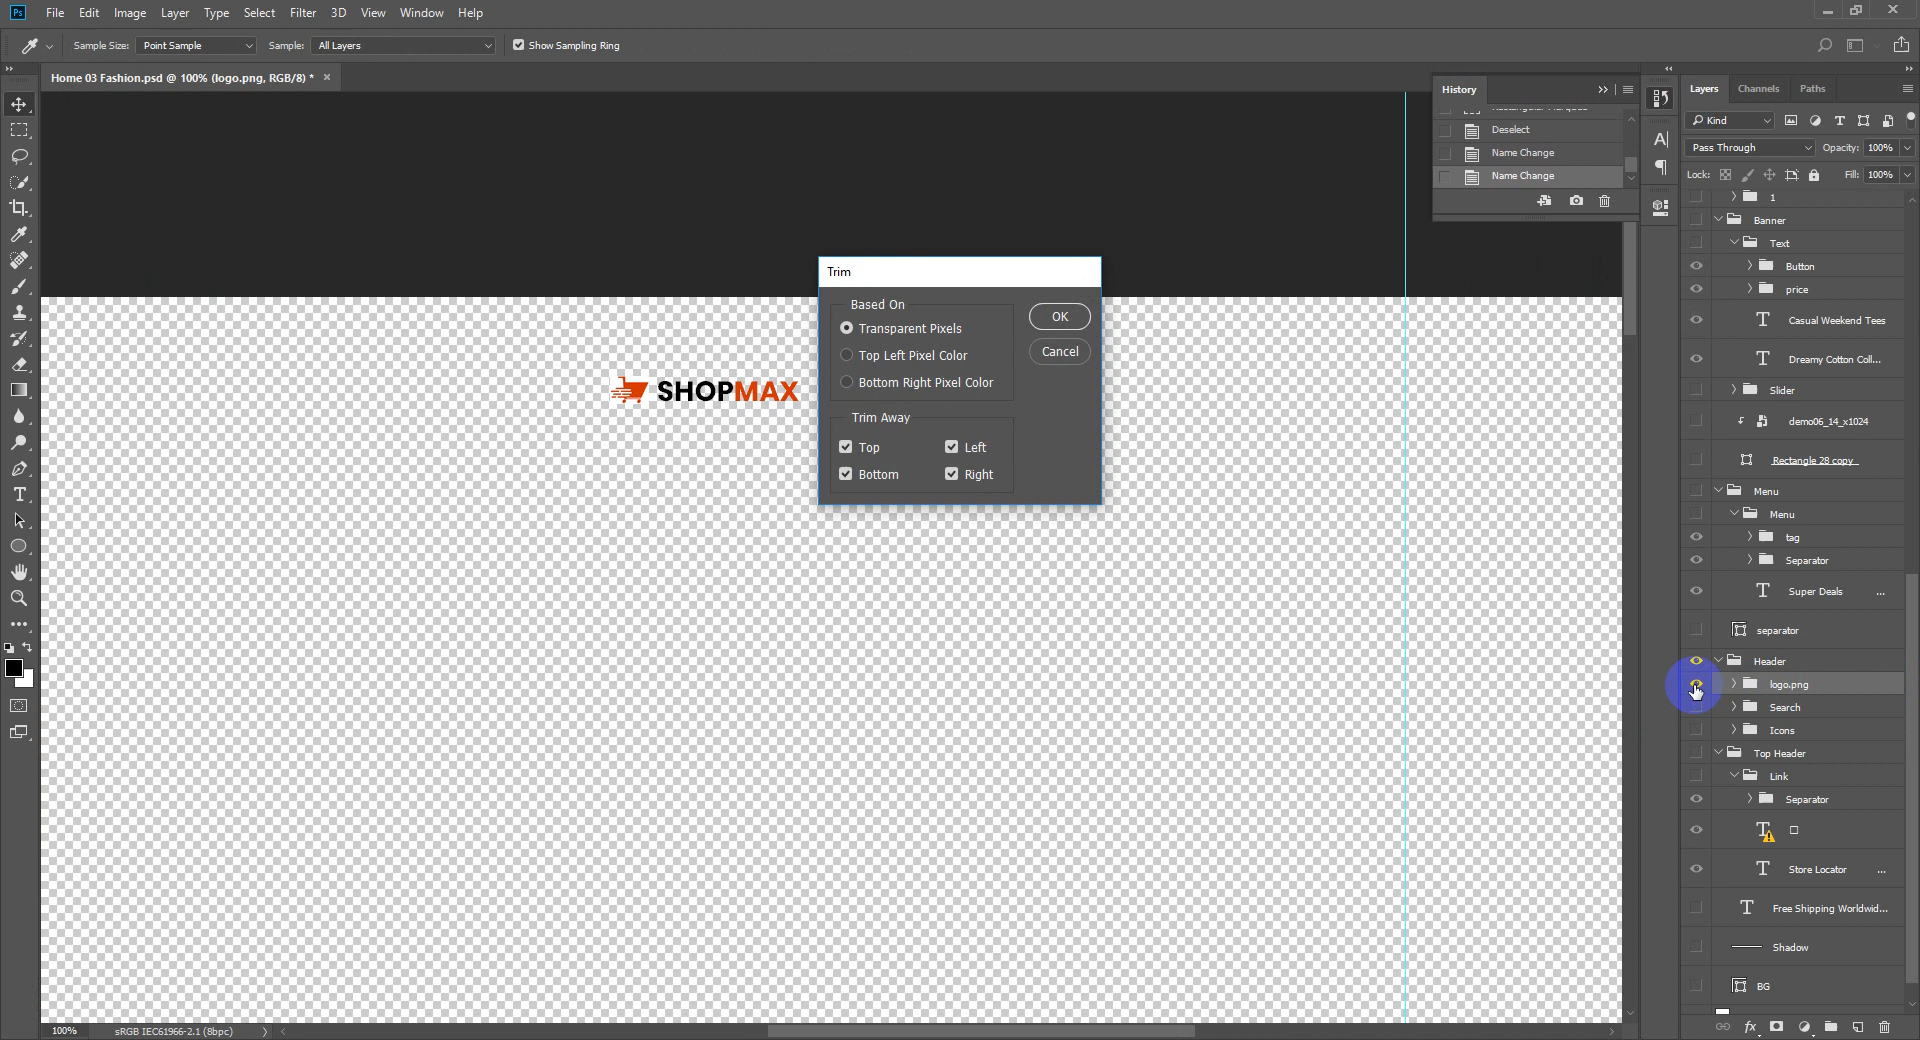 Ps File Edit Image Layer Type Select Filter 3D View Window Help
Sample Size: Point Sample Sample: All Layers Show Sampling Ring
Home 03 Fashion.psd @ 100% (logo.png, RGB/8) *
History
Deselect
Name Change
Name Change
Layers Channels Paths
Kind
Pass Through Opacity: 100%
Lock: Fill: 100%
1
Banner
Text
Button
price
Casual Weekend Tees
Dreamy Cotton Coll...
Slider
demo06_14_x1024
Rectangle 28 copy
Menu
Menu
tag
Separator
Super Deals ...
separator
Header
logo.png
Search
Icons
Top Header
Link
Separator
Store Locator ...
Free Shipping Worldwid...
Shadow
BG
Trim
Based On
Transparent Pixels
Top Left Pixel Color
Bottom Right Pixel Color
OK
Cancel
Trim Away
Top Left
Bottom Right
SHOPMAX
100% sRGB IEC61966-2.1 (8bpc)